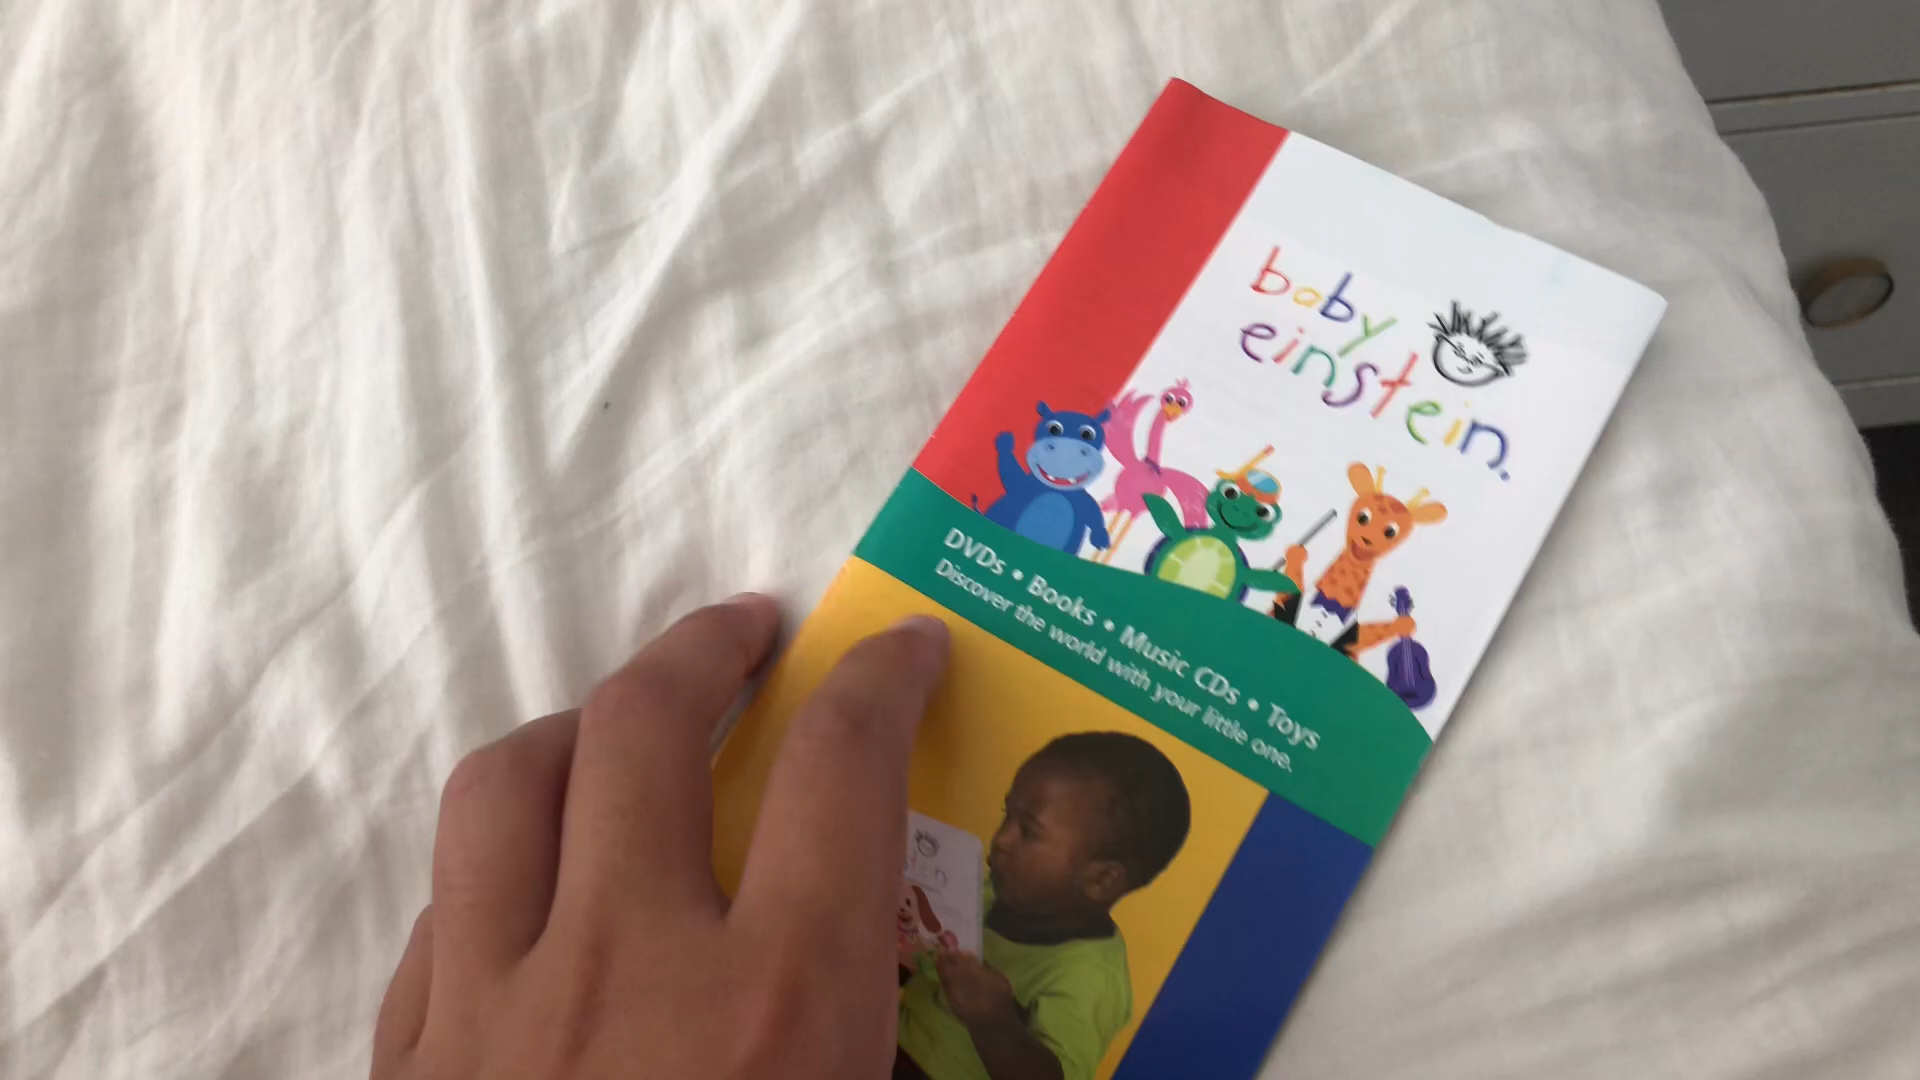 baby
einstein.
DVDs • Books • Music CDs • Toys
Discover the world with your little one.